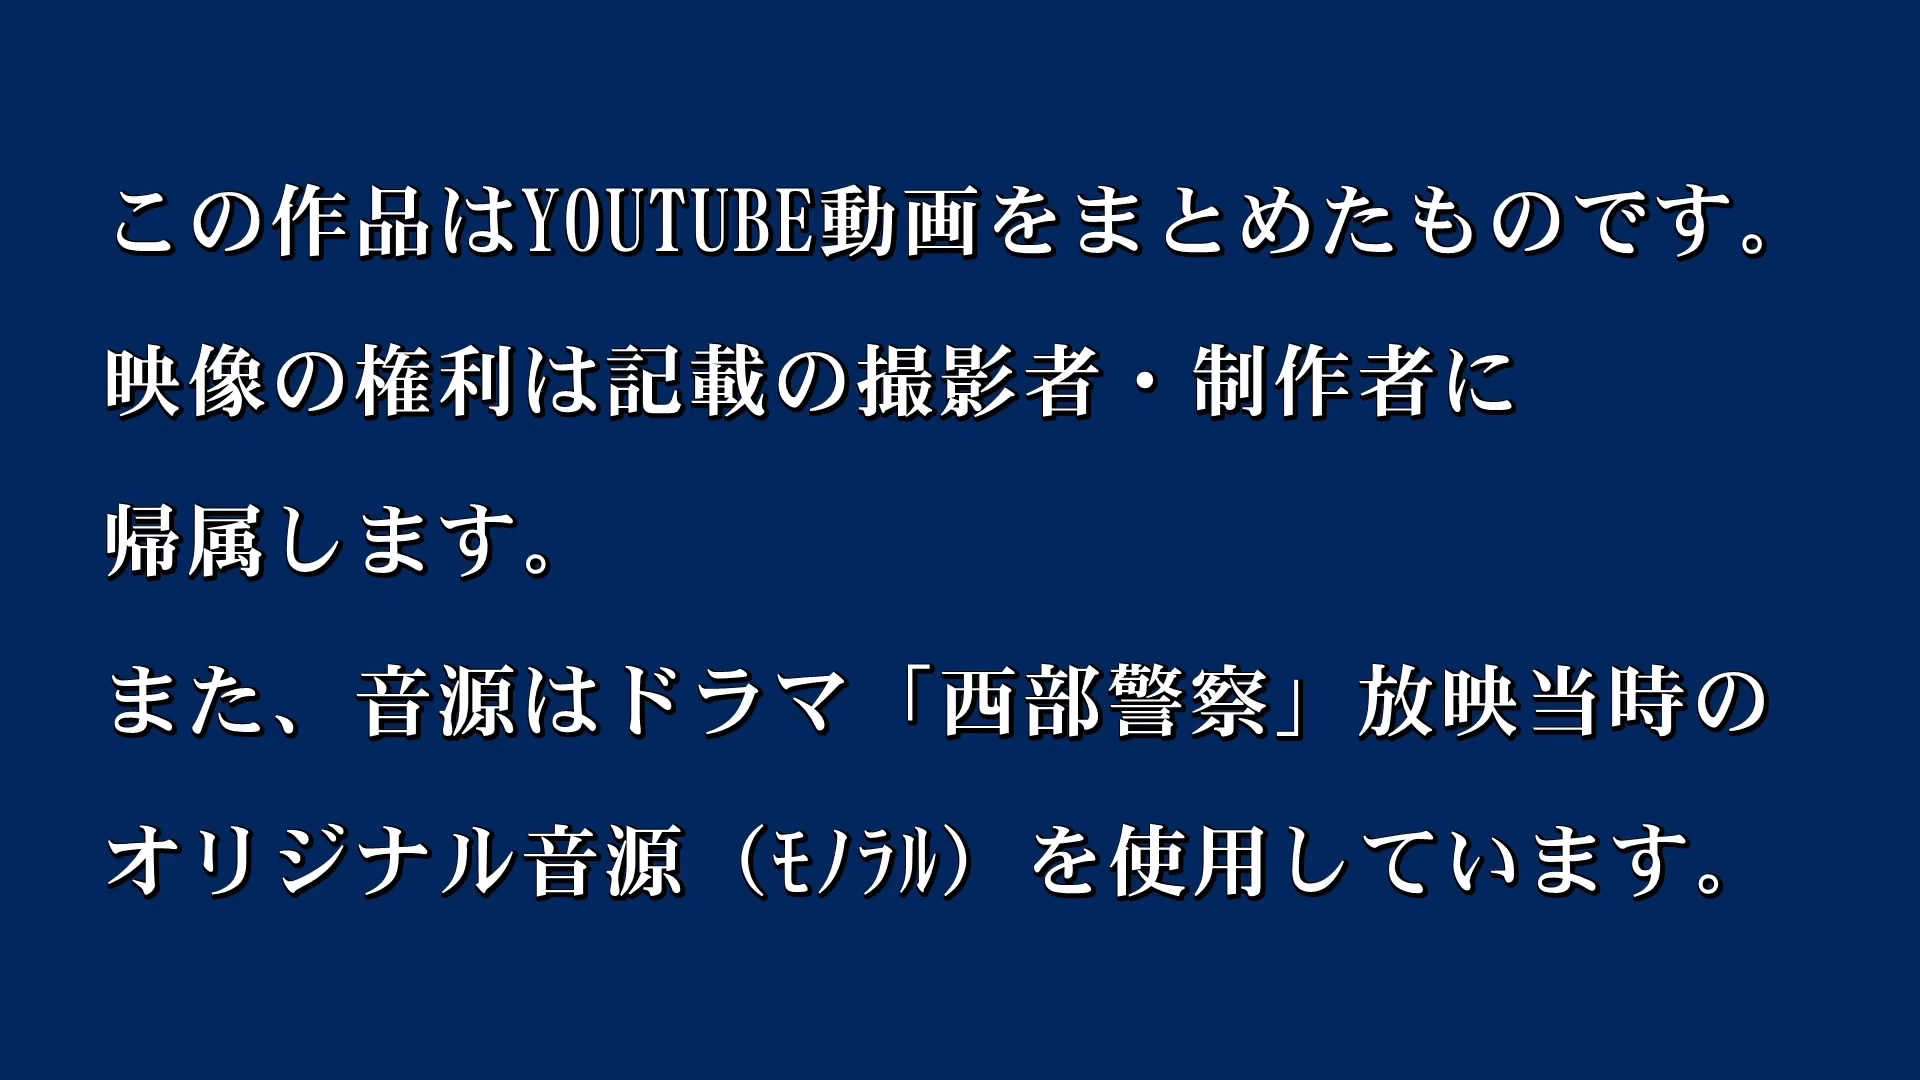 この作品はYOUTUBE動画をまとめたものです。
映像の権利は記載の撮影者・制作者に
帰属します。
また、音源はドラマ「西部警察」放映当時の
オリジナル音源（ﾓﾉﾗﾙ）を使用しています。